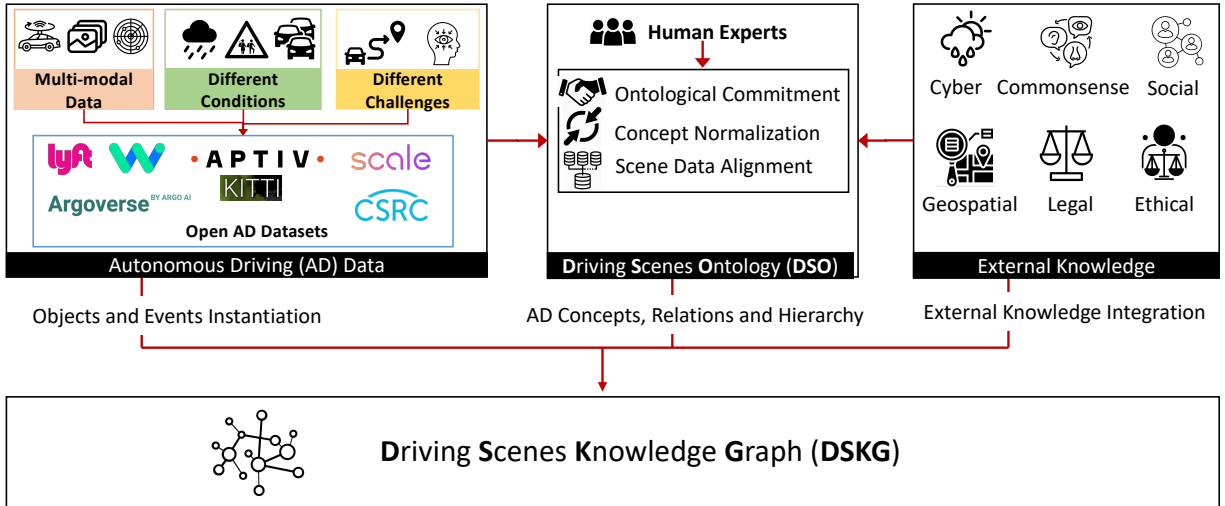 Multi-modal
Data
Different
Conditions
Different
Challenges
lyft
• APTIV •
scale
KITTI
Argoverse BY ARGO AI
CSRC
Open AD Datasets
Autonomous Driving (AD) Data
Human Experts
Ontological Commitment
Concept Normalization
Scene Data Alignment
Driving Scenes Ontology (DSO)
Cyber Commonsense Social
Geospatial Legal Ethical
External Knowledge
Objects and Events Instantiation
AD Concepts, Relations and Hierarchy
External Knowledge Integration
Driving Scenes Knowledge Graph (DSKG)